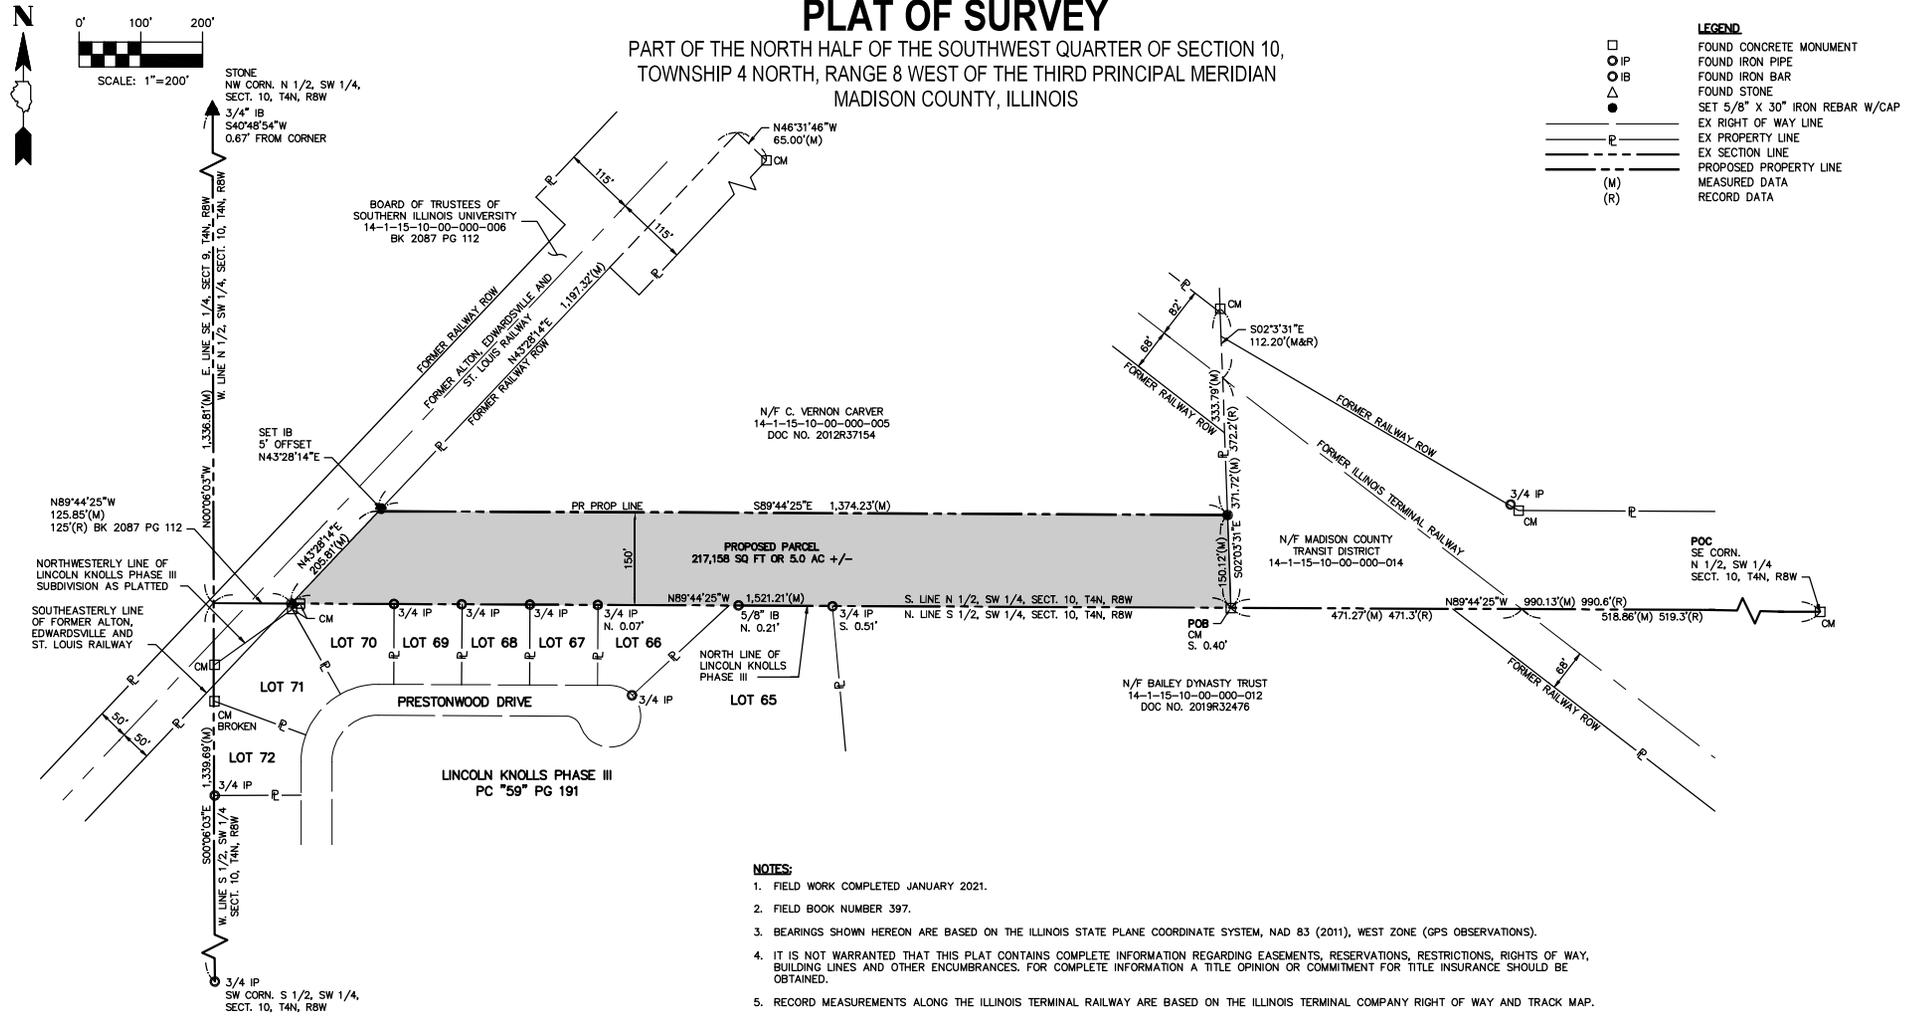 PLAT OF SURVEY
PART OF THE NORTH HALF OF THE SOUTHWEST QUARTER OF SECTION 10,
TOWNSHIP 4 NORTH, RANGE 8 WEST OF THE THIRD PRINCIPAL MERIDIAN
MADISON COUNTY, ILLINOIS
N
0' 100' 200'
SCALE: 1"=200'
LEGEND
FOUND CONCRETE MONUMENT
IP FOUND IRON PIPE
IB FOUND IRON BAR
FOUND STONE
SET 5/8" X 30" IRON REBAR W/CAP
EX RIGHT OF WAY LINE
PL EX PROPERTY LINE
EX SECTION LINE
PROPOSED PROPERTY LINE
(M) MEASURED DATA
(R) RECORD DATA
STONE
NW CORN. N 1/2, SW 1/4,
SECT. 10, T4N, R8W
3/4" IB
S40°48'54"W
0.67' FROM CORNER
N00°06'03"W 1,336.81'(M) E. LINE SE 1/4, SECT 9, T4N, R8W
W. LINE N 1/2, SW 1/4, SECT. 10, T4N, R8W
BOARD OF TRUSTEES OF
SOUTHERN ILLINOIS UNIVERSITY
14-1-15-10-00-000-006
BK 2087 PG 112
N46°31'46"W
65.00'(M)
CM
PL
115'
115'
PL
FORMER RAILWAY ROW
FORMER ALTON, EDWARDSVILLE AND
ST. LOUIS RAILWAY
N43°28'14"E 1,197.32'(M)
FORMER RAILWAY ROW
PL
SET IB
5' OFFSET
N43°28'14"E
N89°44'25"W
125.85'(M)
125'(R) BK 2087 PG 112
NORTHWESTERLY LINE OF
LINCOLN KNOLLS PHASE III
SUBDIVISION AS PLATTED
SOUTHEASTERLY LINE
OF FORMER ALTON,
EDWARDSVILLE AND
ST. LOUIS RAILWAY
N43°28'14"E
205.81'(M)
N/F C. VERNON CARVER
14-1-15-10-00-000-005
DOC NO. 2012R37154
PR PROP LINE
S89°44'25"E 1,374.23'(M)
PROPOSED PARCEL
217,158 SQ FT OR 5.0 AC +/-
150'
N89°44'25"W 1,521.21'(M)
S. LINE N 1/2, SW 1/4, SECT. 10, T4N, R8W
N. LINE S 1/2, SW 1/4, SECT. 10, T4N, R8W
150.12'(M)
S02°03'31"E 371.72'(M) 372.2'(R)
333.79'(M)
PL
PL
82'
68'
CM
S02°3'31"E
112.20'(M&R)
FORMER RAILWAY ROW
FORMER RAILWAY ROW
FORMER ILLINOIS TERMINAL RAILWAY
3/4 IP
CM
PL
N/F MADISON COUNTY
TRANSIT DISTRICT
14-1-15-10-00-000-014
POC
SE CORN.
N 1/2, SW 1/4
SECT. 10, T4N, R8W
CM
N89°44'25"W 990.13'(M) 990.6'(R)
471.27'(M) 471.3'(R)
518.86'(M) 519.3'(R)
POB
CM
S. 0.40'
N/F BAILEY DYNASTY TRUST
14-1-15-10-00-000-012
DOC NO. 2019R32476
68'
FORMER RAILWAY ROW
PL
CM
3/4 IP
3/4 IP
3/4 IP
3/4 IP
N. 0.07'
5/8" IB
N. 0.21'
3/4 IP
S. 0.51'
LOT 70
LOT 69
LOT 68
LOT 67
LOT 66
PL
PL
PL
PL
PL
PL
NORTH LINE OF
LINCOLN KNOLLS
PHASE III
LOT 65
3/4 IP
PRESTONWOOD DRIVE
LOT 71
CM
CM
BROKEN
PL
PL
PL
50'
50'
LOT 72
3/4 IP
PL
LINCOLN KNOLLS PHASE III
PC "59" PG 191
S00°06'03"E 1,339.69'(M)
W. LINE S 1/2, SW 1/4
SECT. 10, T4N, R8W
3/4 IP
SW CORN. S 1/2, SW 1/4,
SECT. 10, T4N, R8W
NOTES:
1. FIELD WORK COMPLETED JANUARY 2021.
2. FIELD BOOK NUMBER 397.
3. BEARINGS SHOWN HEREON ARE BASED ON THE ILLINOIS STATE PLANE COORDINATE SYSTEM, NAD 83 (2011), WEST ZONE (GPS OBSERVATIONS).
4. IT IS NOT WARRANTED THAT THIS PLAT CONTAINS COMPLETE INFORMATION REGARDING EASEMENTS, RESERVATIONS, RESTRICTIONS, RIGHTS OF WAY,
BUILDING LINES AND OTHER ENCUMBRANCES. FOR COMPLETE INFORMATION A TITLE OPINION OR COMMITMENT FOR TITLE INSURANCE SHOULD BE
OBTAINED.
5. RECORD MEASUREMENTS ALONG THE ILLINOIS TERMINAL RAILWAY ARE BASED ON THE ILLINOIS TERMINAL COMPANY RIGHT OF WAY AND TRACK MAP.